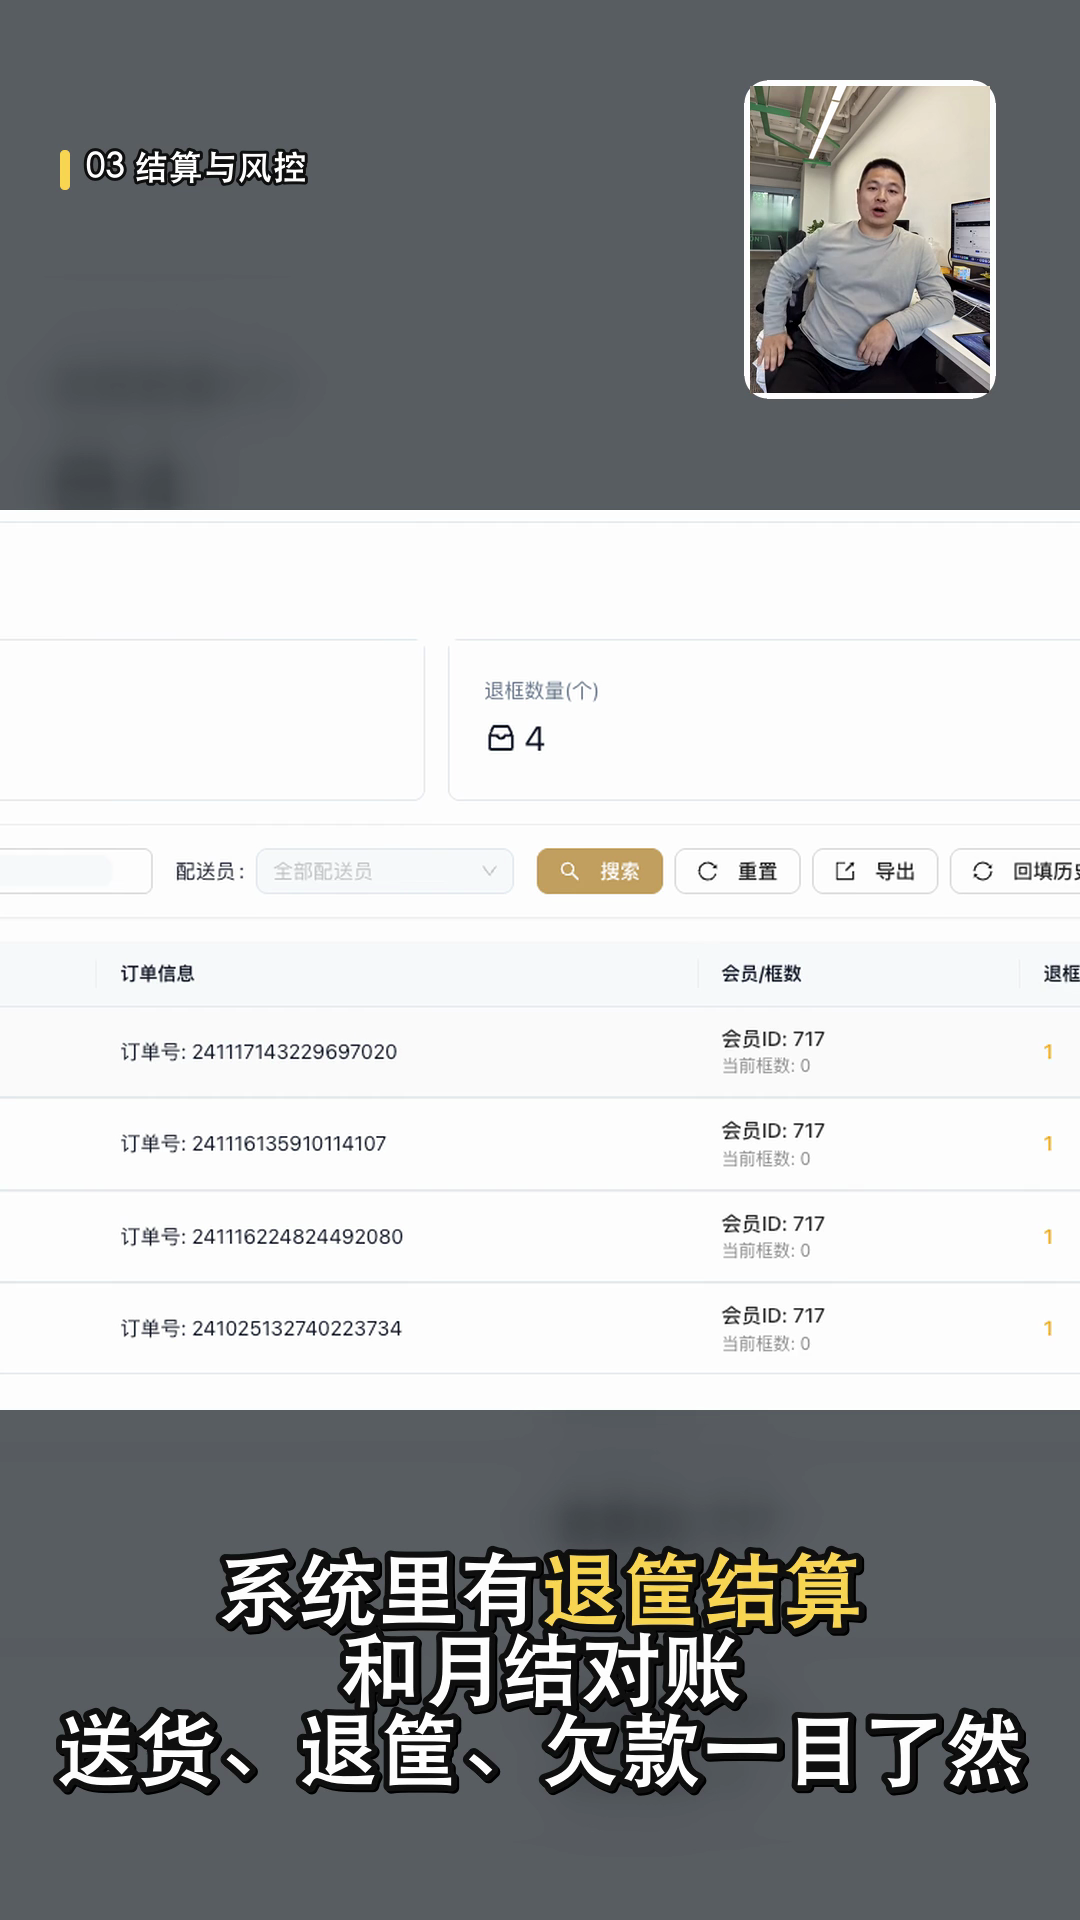 03 结算与风控
退框数量(个)
4
配送员: 全部配送员 搜索 重置 导出 回填历史
订单信息 会员/框数 退框
订单号: 241117143229697020 会员ID: 717 1
当前框数: 0
订单号: 241116135910114107 会员ID: 717 1
当前框数: 0
订单号: 241116224824492080 会员ID: 717 1
当前框数: 0
订单号: 241025132740223734 会员ID: 717 1
当前框数: 0
系统里有退筐结算
和月结对账
送货、退筐、欠款一目了然